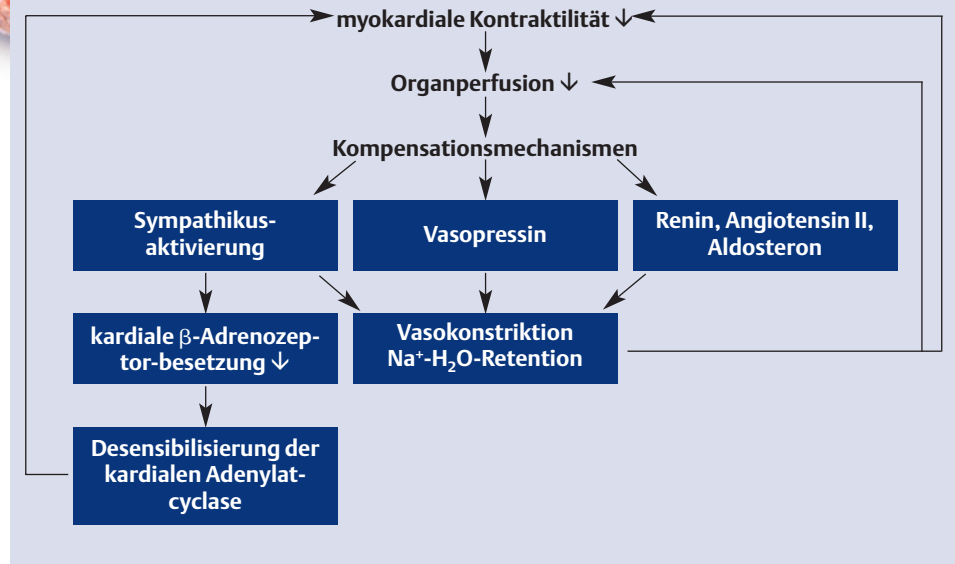 myokardiale Kontraktilität ↓
Organperfusion ↓
Kompensationsmechanismen
Sympathikus-
aktivierung
Vasopressin
Renin, Angiotensin II,
Aldosteron
kardiale β-Adrenozep-
tor-besetzung ↓
Vasokonstriktion
Na⁺-H₂O-Retention
Desensibilisierung der
kardialen Adenylat-
cyclase